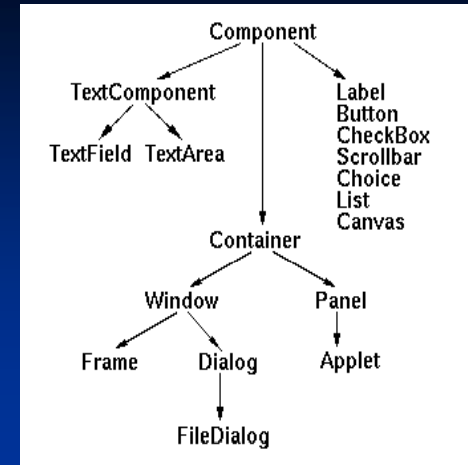 Component
TextComponent
Label
Button
CheckBox
Scrollbar
Choice
List
Canvas
TextField TextArea
Container
Window Panel
Frame Dialog Applet
FileDialog